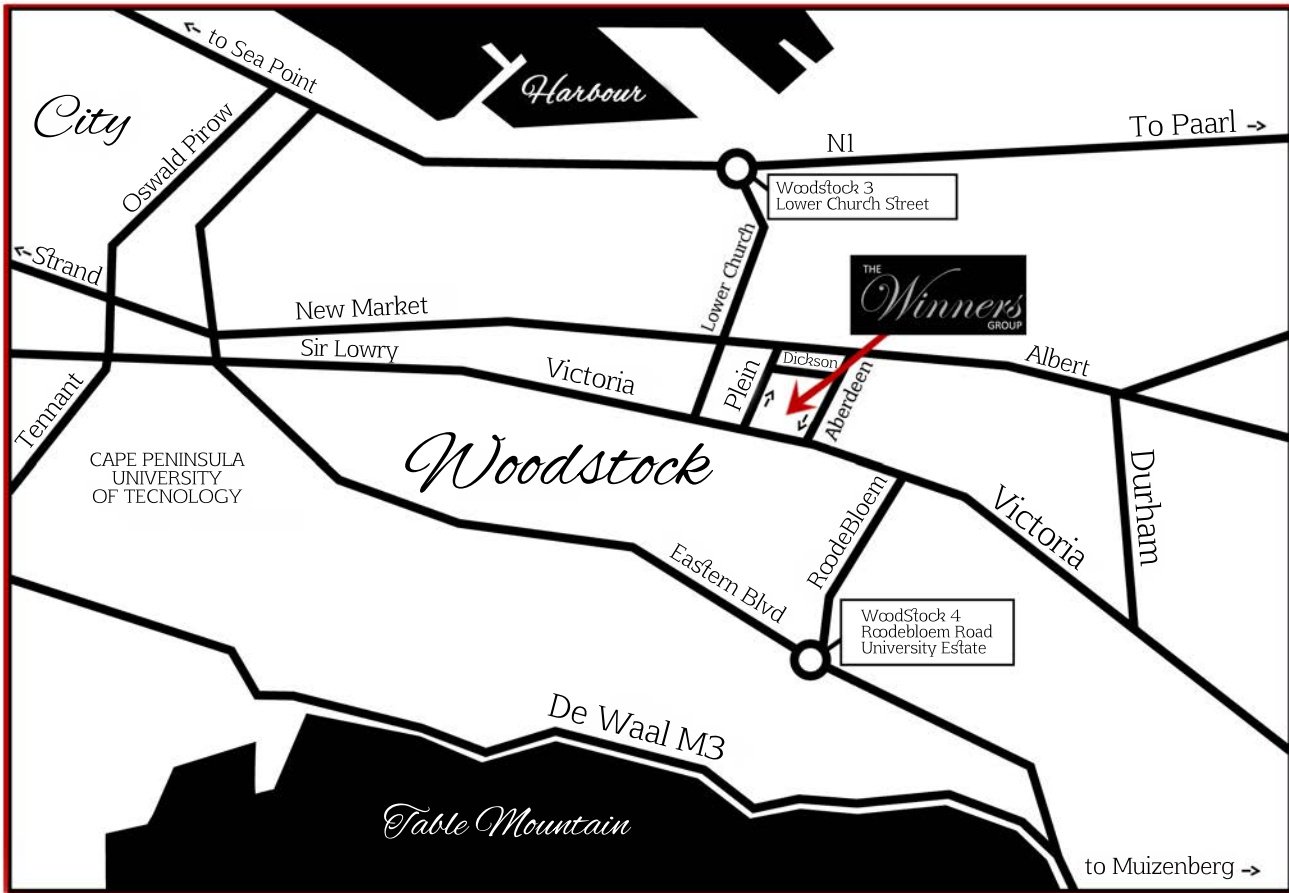 to Sea Point
Harbour
City
Oswald Pirow
N1
To Paarl
Woodstock 3
Lower Church Street
Strand
Lower Church
THE
Winners
GROUP
New Market
Sir Lowry
Victoria
Plein
Dickson
Aberdeen
Albert
Tennant
CAPE PENINSULA
UNIVERSITY
OF TECNOLOGY
Woodstock
RoodeBloem
Victoria
Durham
Eastern Blvd
WoodStock 4
Roodebloem Road
University Estate
De Waal M3
Table Mountain
to Muizenberg